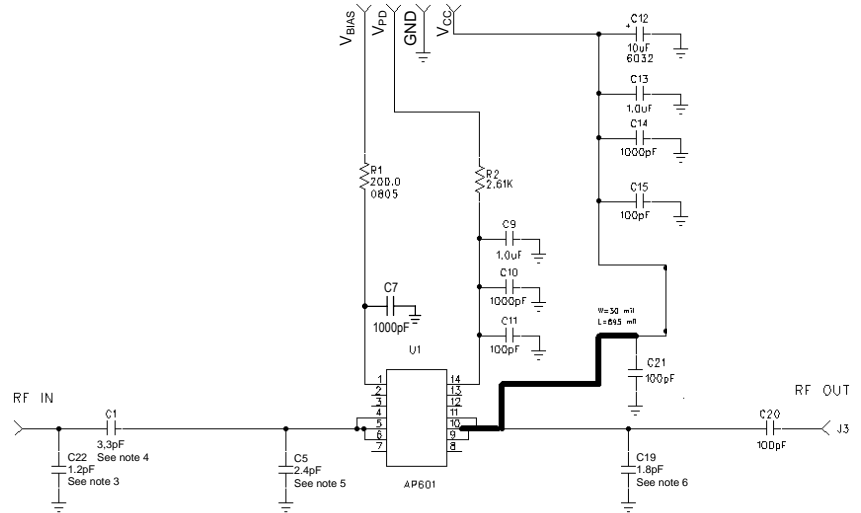 VBIAS
VPD
GND
VCC
C12
+
10uF
6032
C13
1.0uF
C14
1000pF
C15
100pF
R1
200.0
0805
R2
2.61K
C9
1.0uF
C10
1000pF
C11
100pF
C7
1000pF
W=30 mil
L=695 mil
C21
100pF
U1
1
2
3
4
5
6
7
14
13
12
11
10
9
8
AP601
RF IN
C1
3.3pF
See note 4
C22
1.2pF
See note 3
C5
2.4pF
See note 5
C19
1.8pF
See note 6
C20
100pF
RF OUT
J3